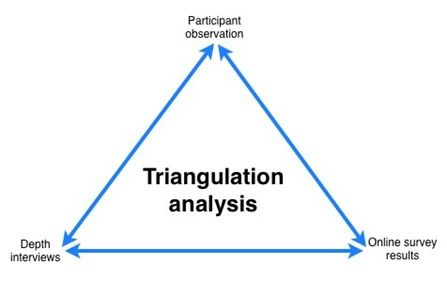 Participant
observation
Triangulation
analysis
Depth
interviews
Online survey
results